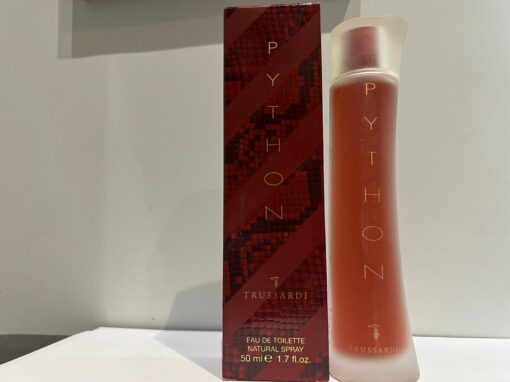 PYTHON
TRUSSARDI
EAU DE TOILETTE
NATURAL SPRAY
50 ml e 1.7 fl.oz.
PYTHON
TRUSSARDI